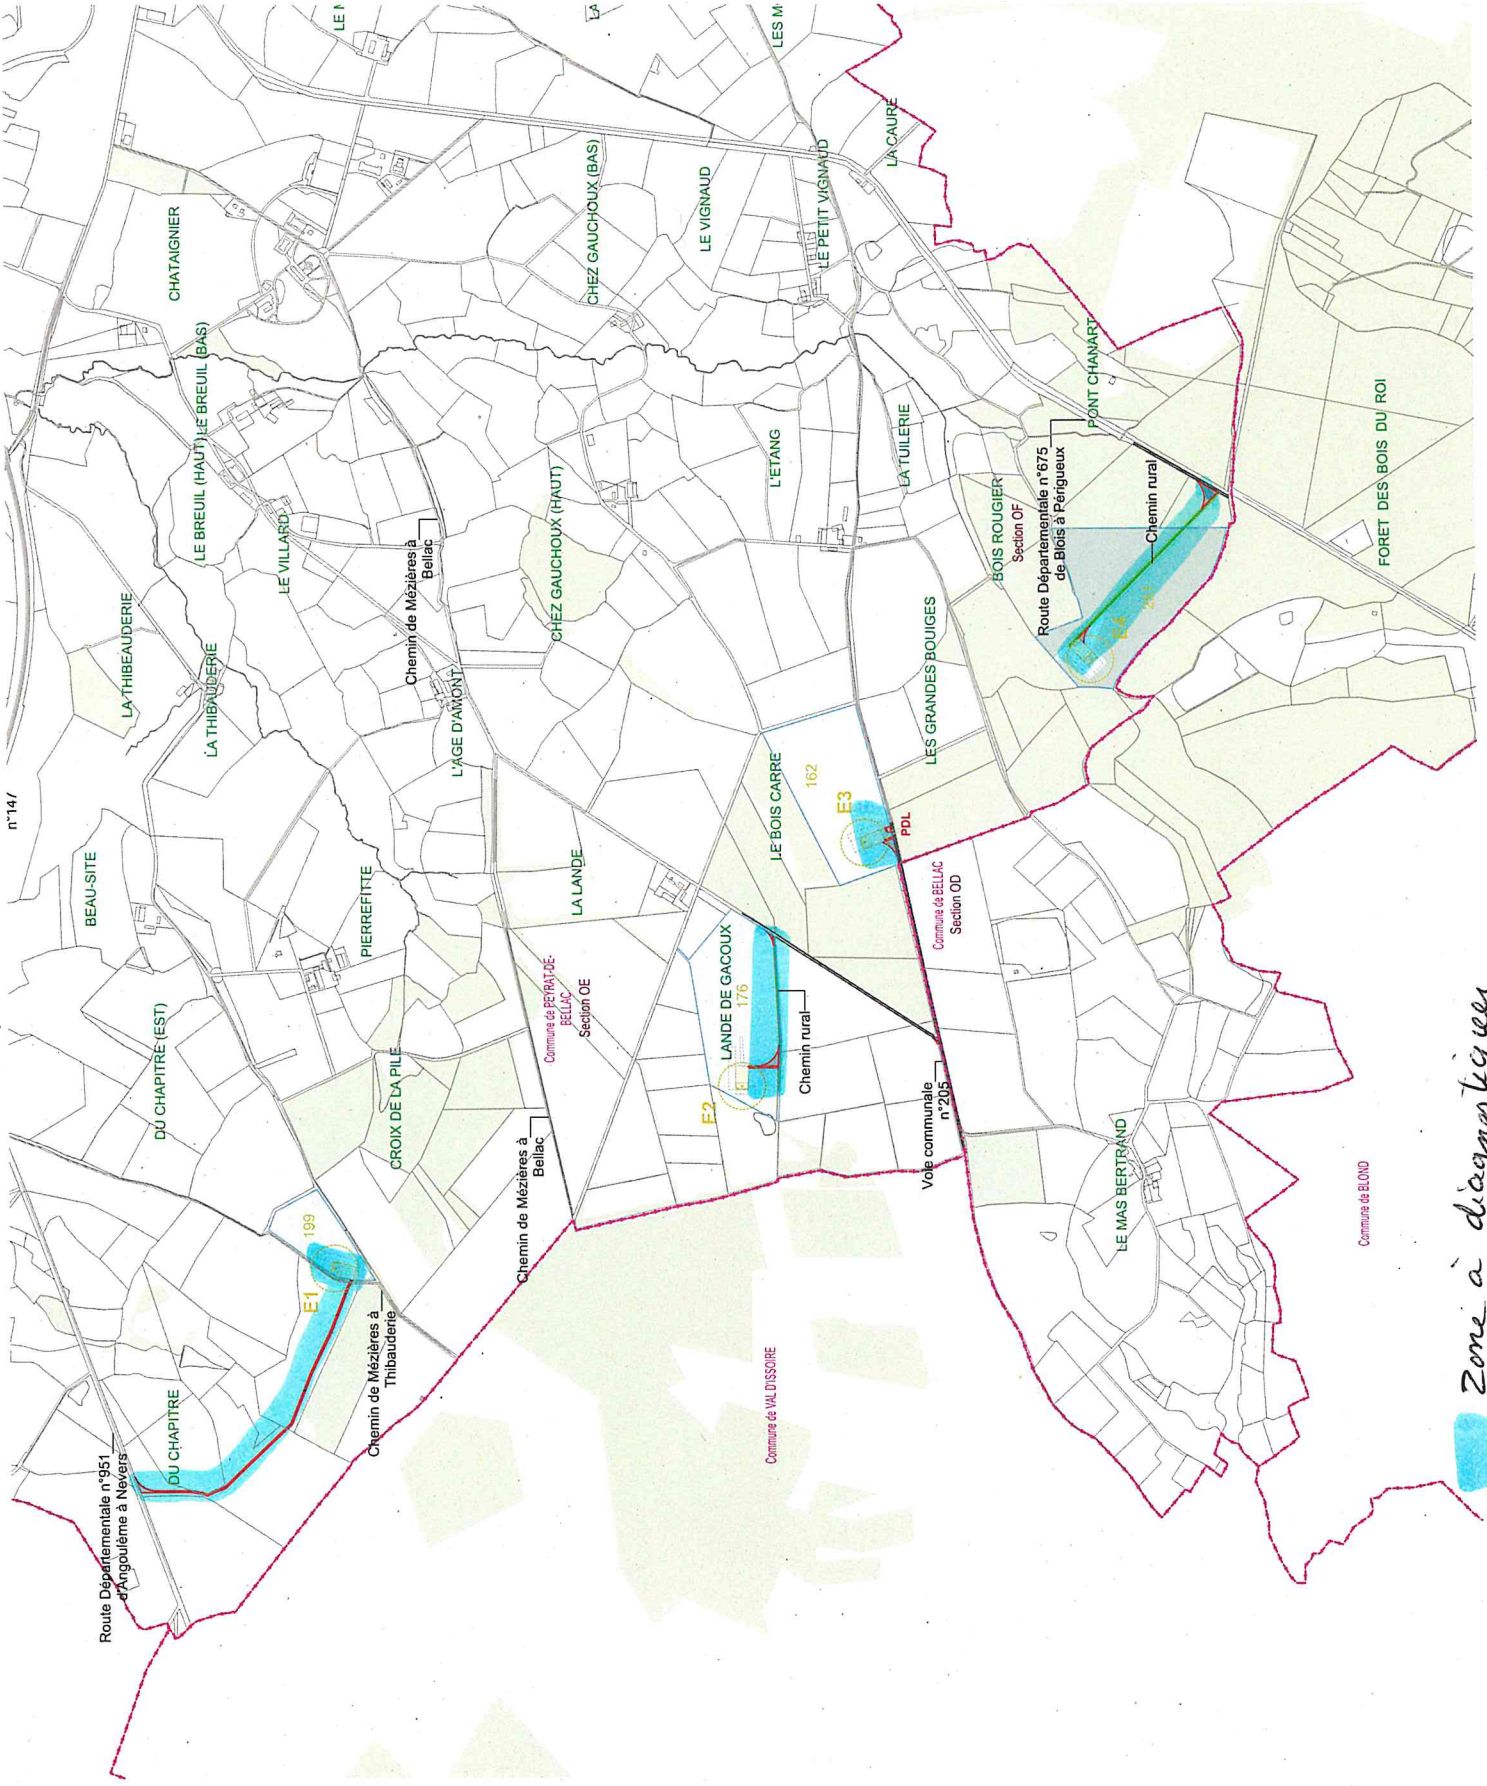 n°147
BEAU-SITE
LA THIBEAUDERIE
LA THIBAUDERIE
LE BREUIL (HAUT)
LE BREUIL (BAS)
CHATAIGNIER
LE VILLARD
DU CHAPITRE (EST)
PIERREFITTE
Chemin de Mézières à
Bellac
L'AGE D'AMONT
CHEZ GAUCHOUX (HAUT)
CHEZ GAUCHOUX (BAS)
LE VIGNAUD
LE PETIT VIGNAUD
LA CAURE
LES M
LA
Route Départementale n°951
d'Angoulême à Nevers
DU CHAPITRE
E1
199
Chemin de Mézières à
Thibauderie
CROIX DE LA PILE
Chemin de Mézières à
Bellac
Commune de PEYRAT-DE-
BELLAC
Section OE
LA LANDE
L'ETANG
LA TUILERIE
LE BOIS CARRE
162
E3
PDL
LES GRANDES BOUIGES
BOIS ROUGIER
Section OF
Route Départementale n°675
de Blois à Périgueux
PONT CHANART
Chemin rural
E4
FORET DES BOIS DU ROI
LANDE DE GACOUX
176
E2
Chemin rural
Commune de BELLAC
Section OD
Voie communale
n°205
LE MAS BERTRAND
Commune de VAL D'ISSOIRE
Commune de BLOND
Zone à diagnostiquer